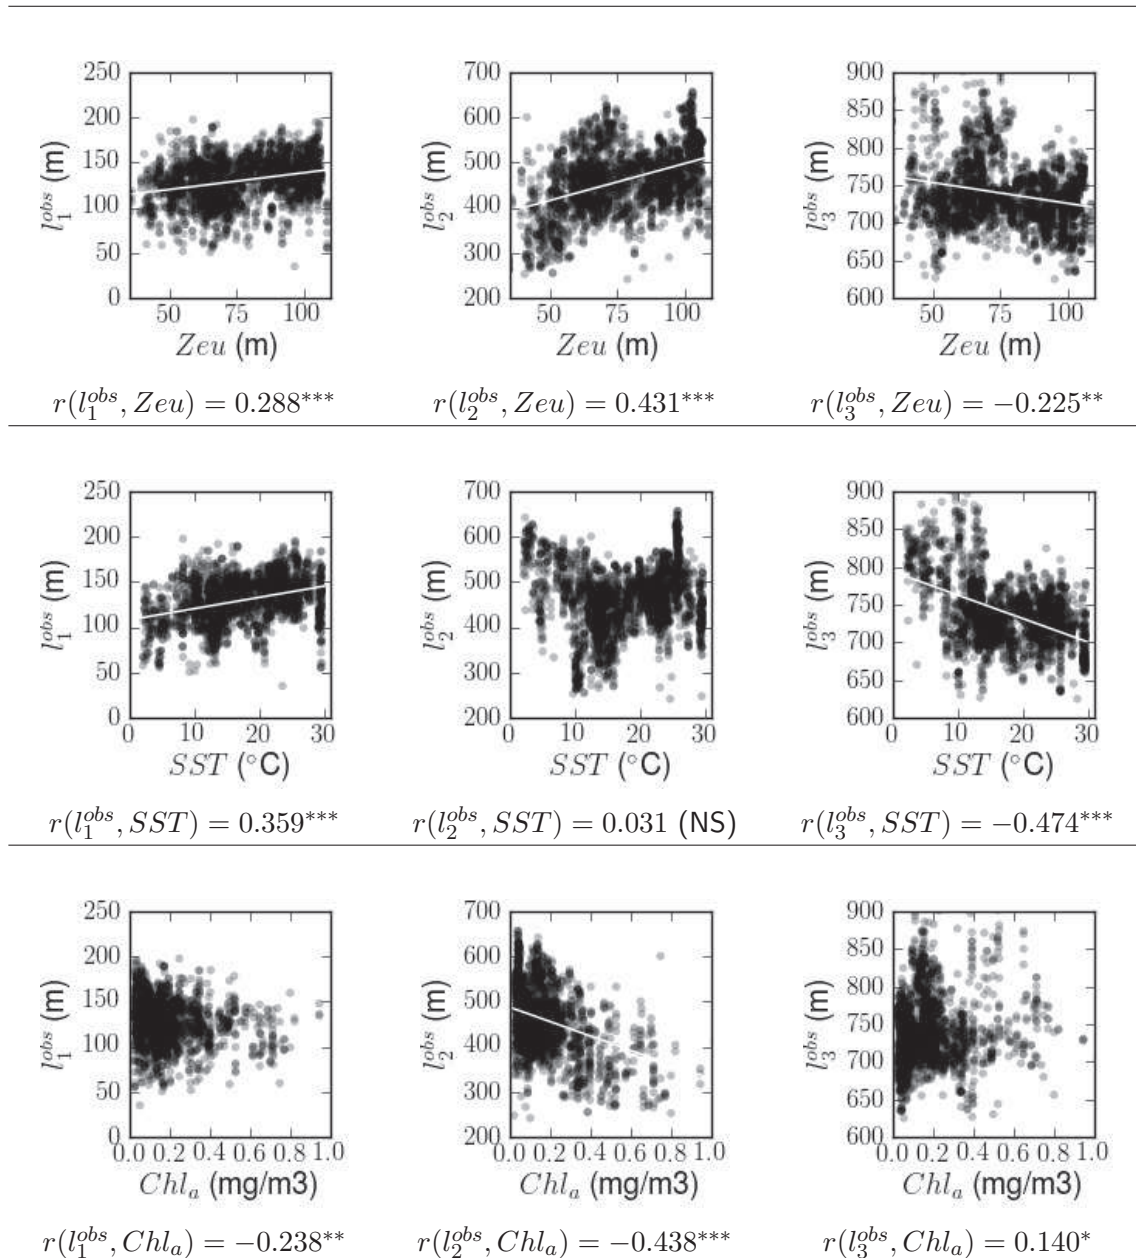 250 200 150 100 50 0
l_1^{obs} (m)
50 75 100
Zeu (m)
700 600 500 400 300 200
l_2^{obs} (m)
50 75 100
Zeu (m)
900 850 800 750 700 650 600
l_3^{obs} (m)
50 75 100
Zeu (m)
r(l_1^{obs}, Zeu) = 0.288***
r(l_2^{obs}, Zeu) = 0.431***
r(l_3^{obs}, Zeu) = −0.225**
250 200 150 100 50 0
l_1^{obs} (m)
0 10 20 30
SST (°C)
700 600 500 400 300 200
l_2^{obs} (m)
0 10 20 30
SST (°C)
900 850 800 750 700 650 600
l_3^{obs} (m)
0 10 20 30
SST (°C)
r(l_1^{obs}, SST) = 0.359***
r(l_2^{obs}, SST) = 0.031 (NS)
r(l_3^{obs}, SST) = −0.474***
250 200 150 100 50 0
l_1^{obs} (m)
0.0 0.2 0.4 0.6 0.8 1.0
Chl_a (mg/m3)
700 600 500 400 300 200
l_2^{obs} (m)
0.0 0.2 0.4 0.6 0.8 1.0
Chl_a (mg/m3)
900 850 800 750 700 650 600
l_3^{obs} (m)
0.0 0.2 0.4 0.6 0.8 1.0
Chl_a (mg/m3)
r(l_1^{obs}, Chl_a) = −0.238**
r(l_2^{obs}, Chl_a) = −0.438***
r(l_3^{obs}, Chl_a) = 0.140*